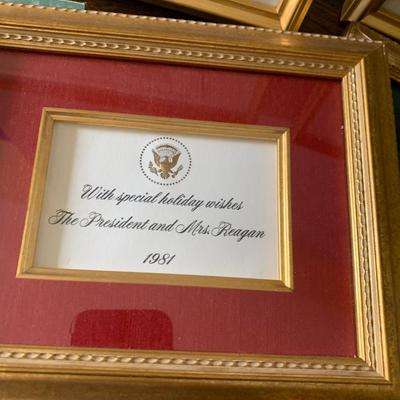 With special holiday wishes
The President and Mrs. Reagan
1981